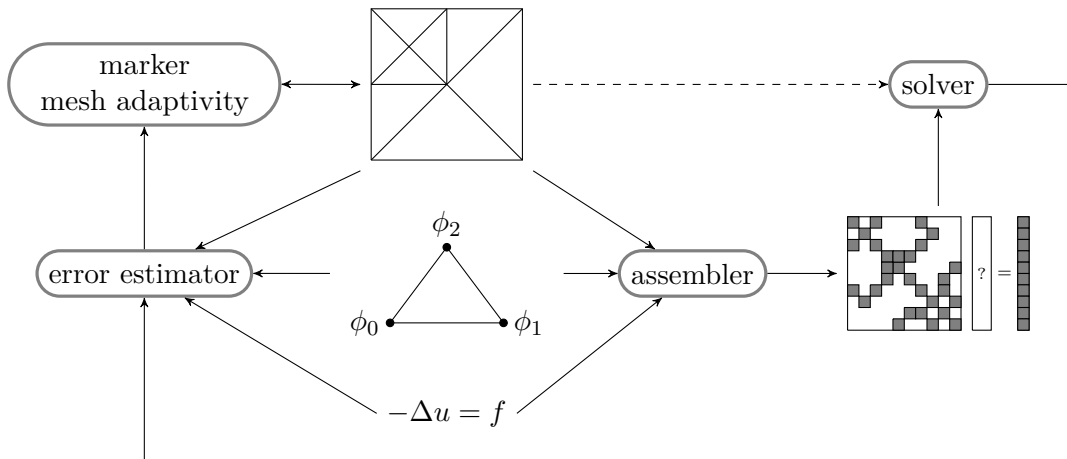 marker
mesh adaptivity
solver
ϕ₂
error estimator
assembler
? =
ϕ₀
ϕ₁
−Δu = f